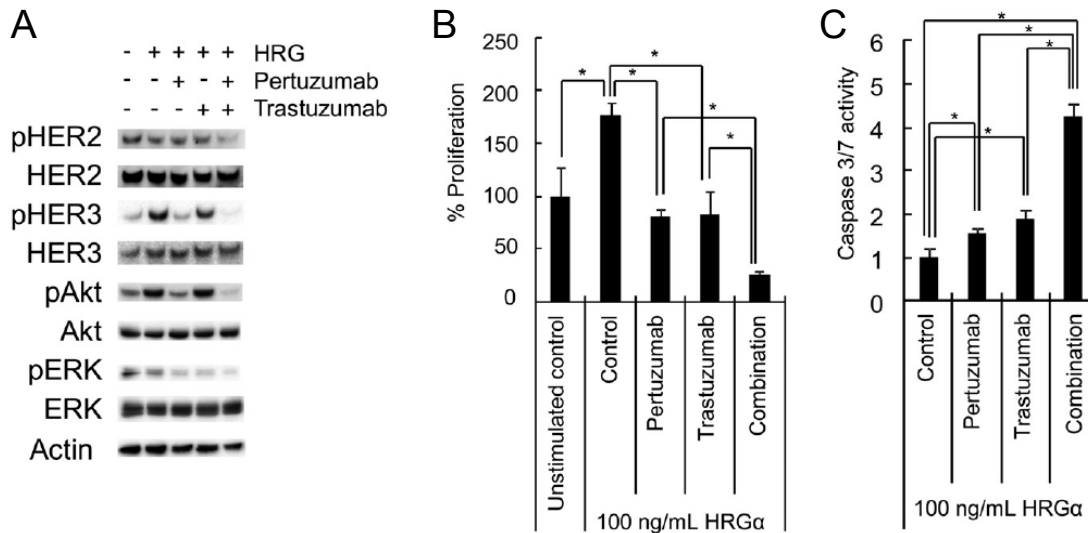 A
- + + + + HRG
- - + - + Pertuzumab
- - - + + Trastuzumab
pHER2
HER2
pHER3
HER3
pAkt
Akt
pERK
ERK
Actin
B
% Proliferation
250
200
150
100
50
0
* * * * *
Unstimulated control
Control
Pertuzumab
Trastuzumab
Combination
100 ng/mL HRGα
C
Caspase 3/7 activity
6
5
4
3
2
1
0
* * * * *
Control
Pertuzumab
Trastuzumab
Combination
100 ng/mL HRGα